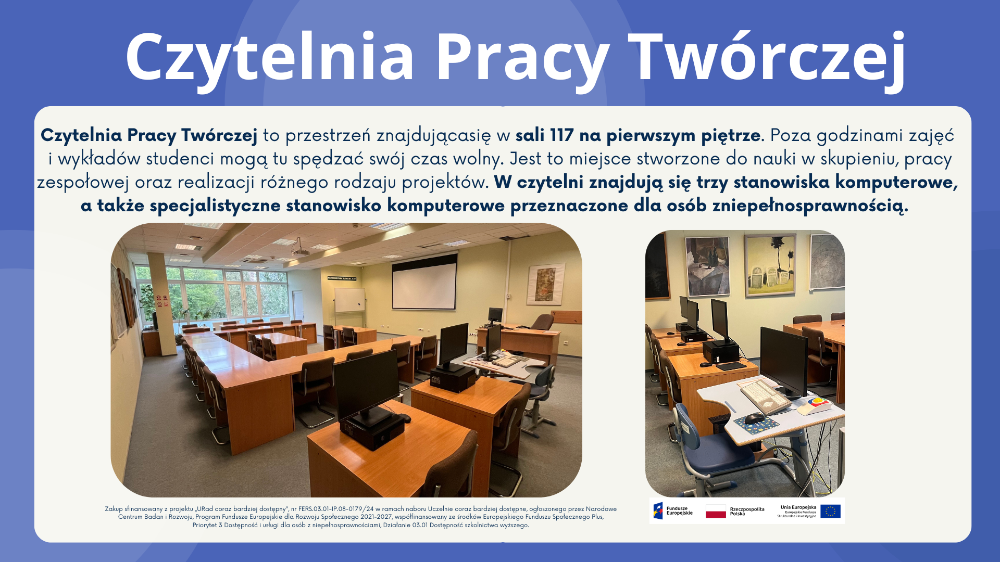 Czytelnia Pracy Twórczej
Czytelnia Pracy Twórczej to przestrzeń znajdującasię w sali 117 na pierwszym piętrze. Poza godzinami zajęć
i wykładów studenci mogą tu spędzać swój czas wolny. Jest to miejsce stworzone do nauki w skupieniu, pracy
zespołowej oraz realizacji różnego rodzaju projektów. W czytelni znajdują się trzy stanowiska komputerowe,
a także specjalistyczne stanowisko komputerowe przeznaczone dla osób zniepełnosprawnością.
Zakup sfinansowany z projektu „URad coraz bardziej dostępny”, nr FERS.03.01-IP.08-0179/24 w ramach naboru Uczelnie coraz bardziej dostępne, ogłoszonego przez Narodowe
Centrum Badan i Rozwoju, Program Fundusze Europejskie dla Rozwoju Społecznego 2021-2027, współfinansowany ze środków Europejskiego Funduszu Społecznego Plus,
Priorytet 3 Dostępność i usługi dla osób z niepełnosprawnościami, Działanie 03.01 Dostępność szkolnictwa wyższego.
Fundusze
Europejskie
Rzeczpospolita
Polska
Unia Europejska
Europejskie Fundusze
Strukturalne i Inwestycyjne